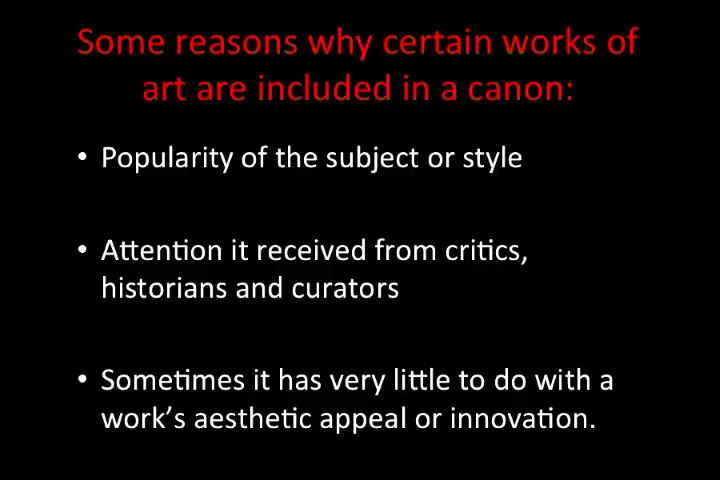 Some reasons why certain works of
art are included in a canon:
• Popularity of the subject or style
• Attention it received from critics,
historians and curators
• Sometimes it has very little to do with a
work’s aesthetic appeal or innovation.